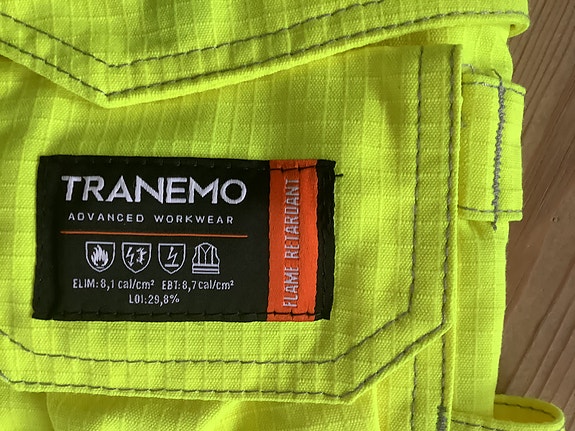 TRANEMO
ADVANCED WORKWEAR
ELIM: 8,1 cal/cm² EBT: 8,7 cal/cm²
LOI: 29,8%
FLAME RETARDANT